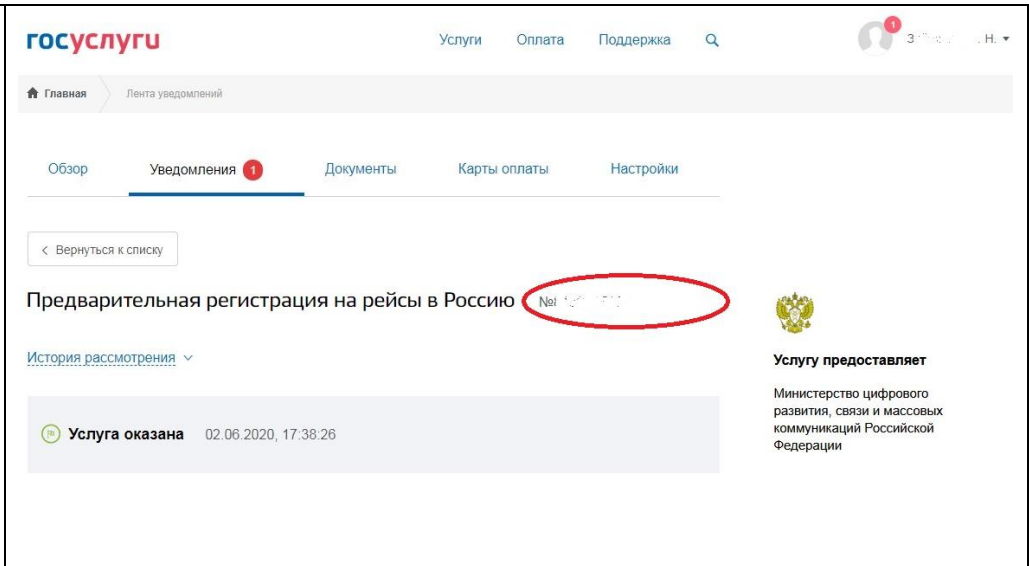 госуслуги
Услуги Оплата Поддержка
1
З Н.
Главная Лента уведомлений
Обзор Уведомления 1 Документы Карты оплаты Настройки
Вернуться к списку
Предварительная регистрация на рейсы в Россию №
История рассмотрения
Услугу предоставляет
Министерство цифрового
развития, связи и массовых
коммуникаций Российской
Федерации
Услуга оказана 02.06.2020, 17:38:26